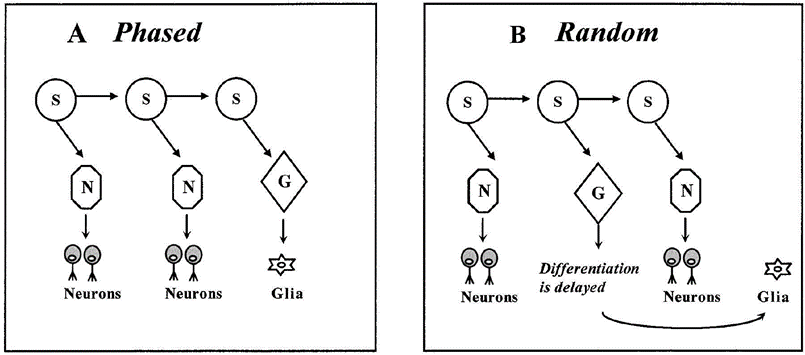 A Phased
S S S
N N G
Neurons Neurons Glia
B Random
S S S
N G N
Neurons Differentiation is delayed Neurons Glia